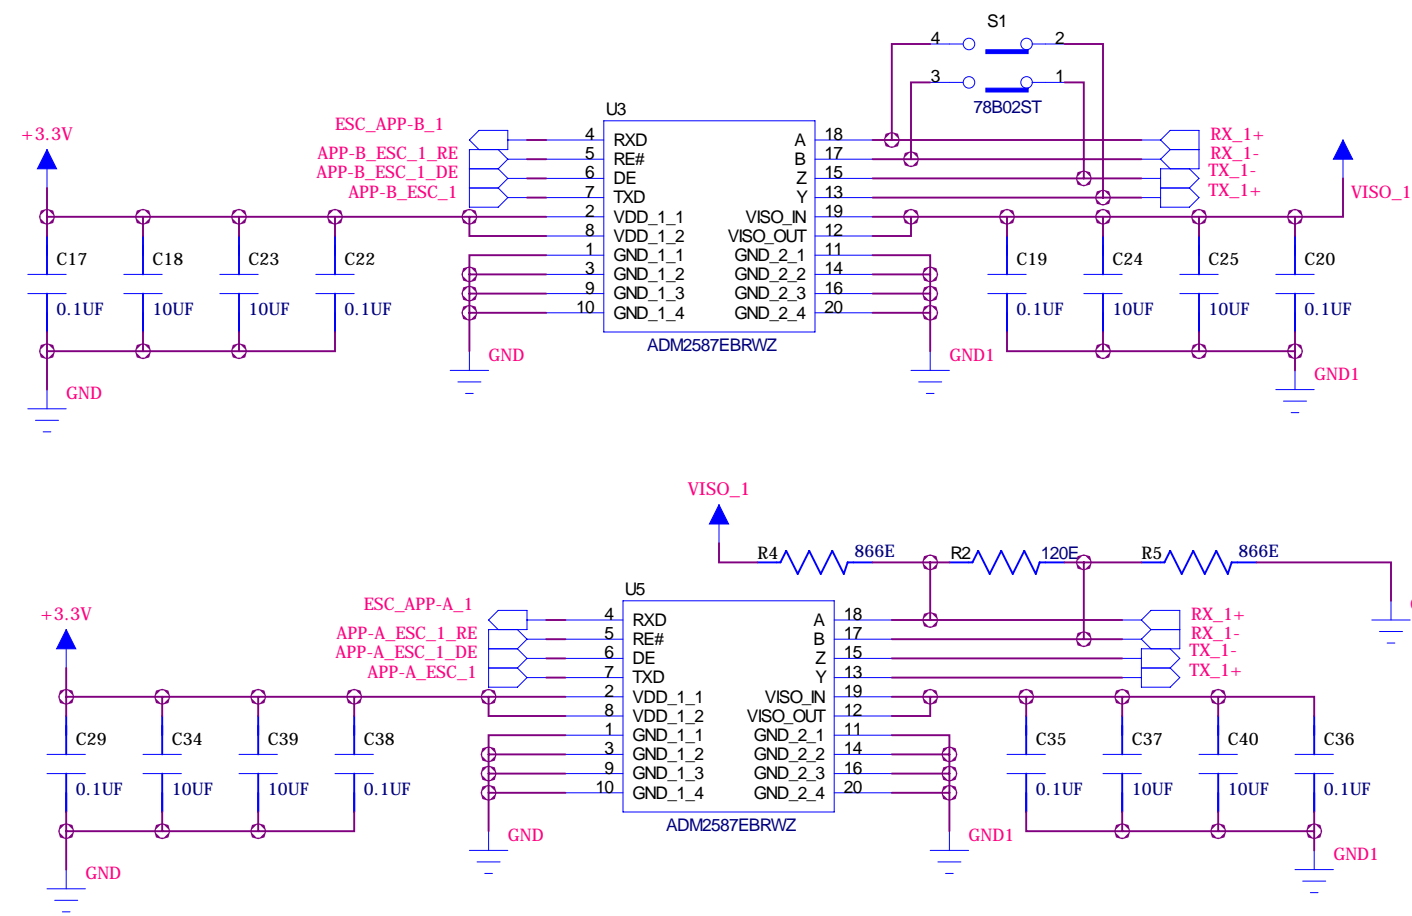 S1
4 2
3 1
78B02ST
U3
+3.3V
ESC_APP-B_1 4 RXD A 18 RX_1+
APP-B_ESC_1_RE 5 RE# B 17 RX_1-
APP-B_ESC_1_DE 6 DE Z 15 TX_1-
APP-B_ESC_1 7 TXD Y 13 TX_1+
VISO_1
2 VDD_1_1 VISO_IN 19
8 VDD_1_2 VISO_OUT 12
1 GND_1_1 GND_2_1 11
3 GND_1_2 GND_2_2 14
9 GND_1_3 GND_2_3 16
10 GND_1_4 GND_2_4 20
ADM2587EBRWZ
C17 C18 C23 C22 C19 C24 C25 C20
0.1UF 10UF 10UF 0.1UF 0.1UF 10UF 10UF 0.1UF
GND GND1
GND GND1
VISO_1
R4 866E R2 120E R5 866E
U5
+3.3V
ESC_APP-A_1 4 RXD A 18 RX_1+
APP-A_ESC_1_RE 5 RE# B 17 RX_1-
APP-A_ESC_1_DE 6 DE Z 15 TX_1-
APP-A_ESC_1 7 TXD Y 13 TX_1+
2 VDD_1_1 VISO_IN 19
8 VDD_1_2 VISO_OUT 12
1 GND_1_1 GND_2_1 11
3 GND_1_2 GND_2_2 14
9 GND_1_3 GND_2_3 16
10 GND_1_4 GND_2_4 20
ADM2587EBRWZ
C29 C34 C39 C38 C35 C37 C40 C36
0.1UF 10UF 10UF 0.1UF 0.1UF 10UF 10UF 0.1UF
GND GND1
GND GND1